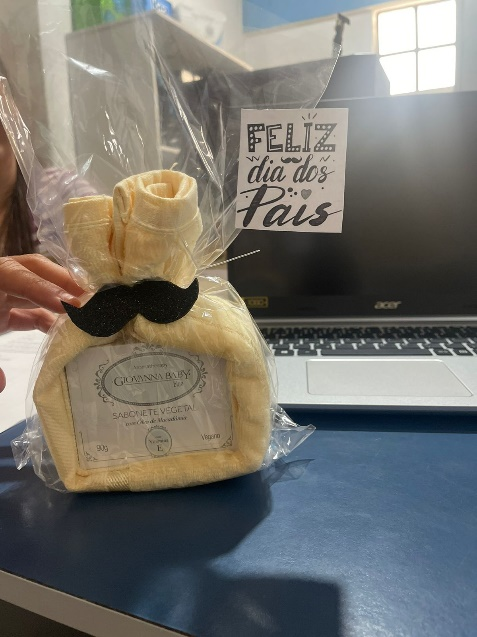 FELIZ
dia dos
Pais
acer
GIOVANNA BABY
SABONETE VEGETAL
90g
Vegano
E